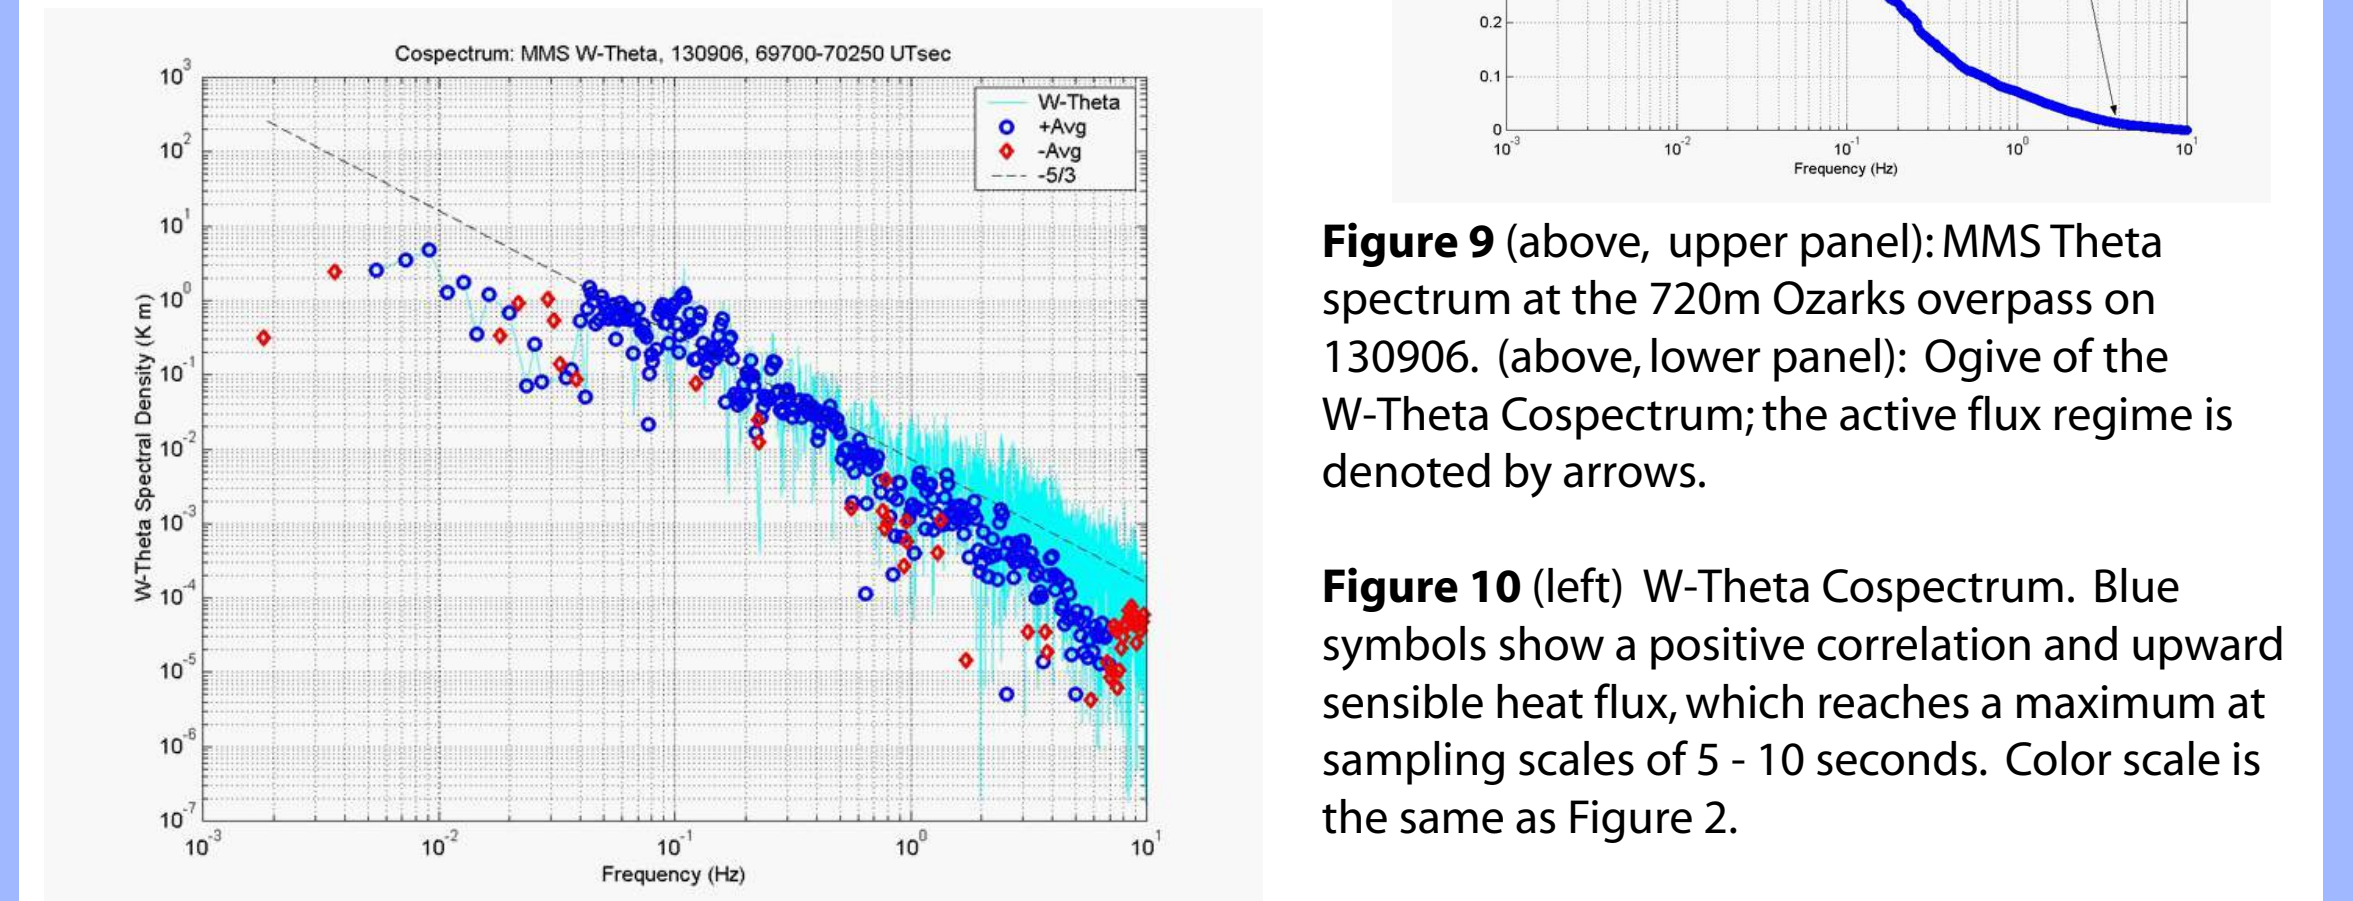 Cospectrum: MMS W-Theta, 130906, 69700-70250 UTsec
W-Theta
+Avg
-Avg
-5/3
10^3
10^2
10^1
10^0
10^-1
10^-2
10^-3
10^-4
10^-5
10^-6
10^-7
W-Theta Spectral Density (K m)
10^-3 10^-2 10^-1 10^0 10^1
Frequency (Hz)
0.2
0.1
0
10^-3 10^-2 10^-1 10^0 10^1
Frequency (Hz)
Figure 9 (above, upper panel): MMS Theta
spectrum at the 720m Ozarks overpass on
130906. (above, lower panel): Ogive of the
W-Theta Cospectrum; the active flux regime is
denoted by arrows.
Figure 10 (left) W-Theta Cospectrum. Blue
symbols show a positive correlation and upward
sensible heat flux, which reaches a maximum at
sampling scales of 5 - 10 seconds. Color scale is
the same as Figure 2.